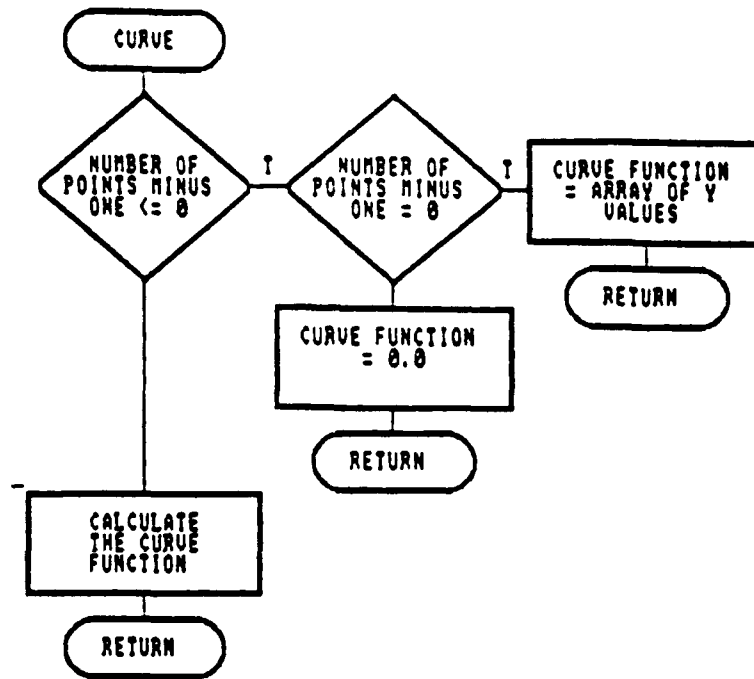 CURVE
NUMBER OF
POINTS MINUS
ONE <= 0
T
NUMBER OF
POINTS MINUS
ONE = 0
T
CURVE FUNCTION
= ARRAY OF Y
VALUES
RETURN
CURVE FUNCTION
= 0.0
RETURN
CALCULATE
THE CURVE
FUNCTION
RETURN